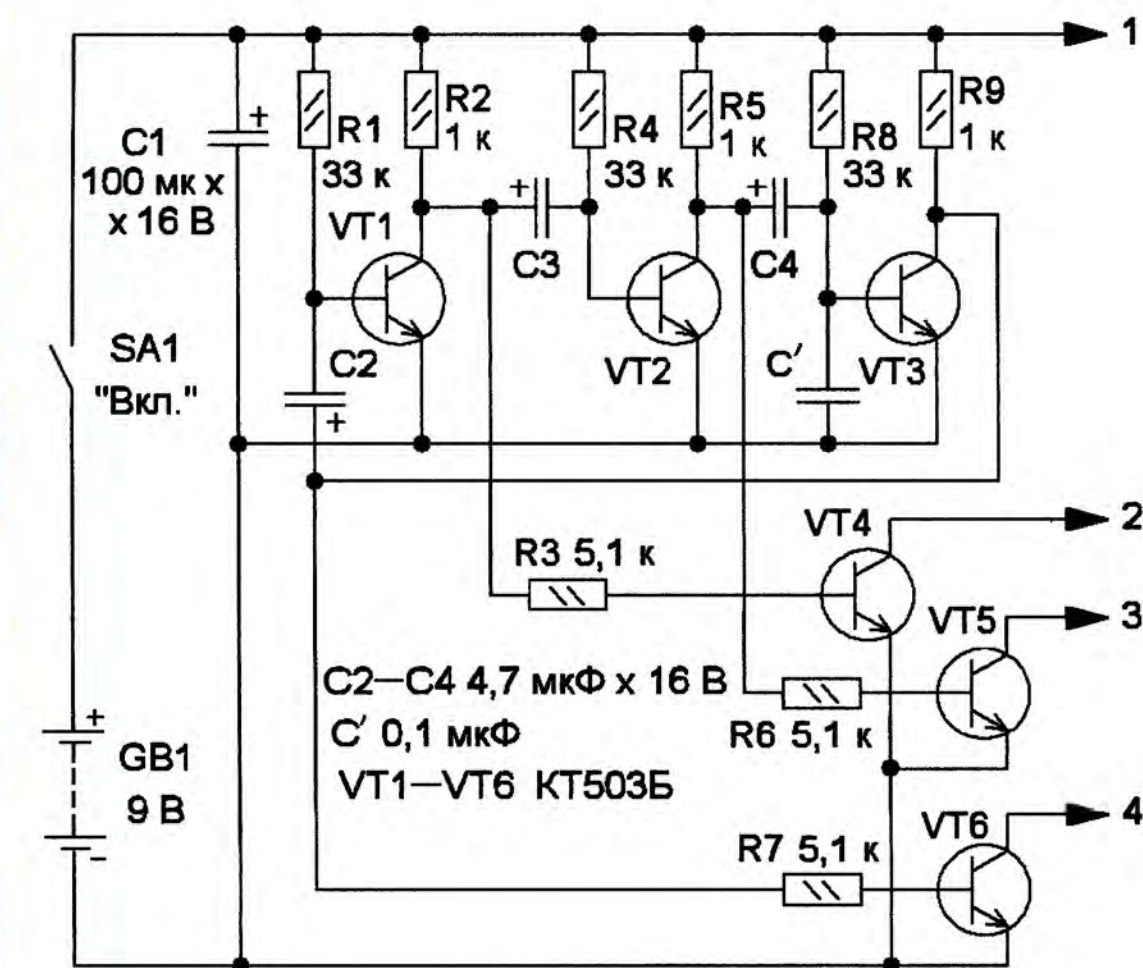 1
C1
100 мк х
х 16 В
+
R1
33 к
R2
1 к
R4
33 к
R5
1 к
R8
33 к
R9
1 к
VT1
+
C3
+
C4
SA1
"Вкл."
C2
+
VT2
C′
VT3
2
VT4
R3 5,1 к
3
VT5
C2—C4 4,7 мкФ х 16 В
C′ 0,1 мкФ
VT1—VT6 КТ503Б
R6 5,1 к
+
GB1
9 В
-
4
VT6
R7 5,1 к